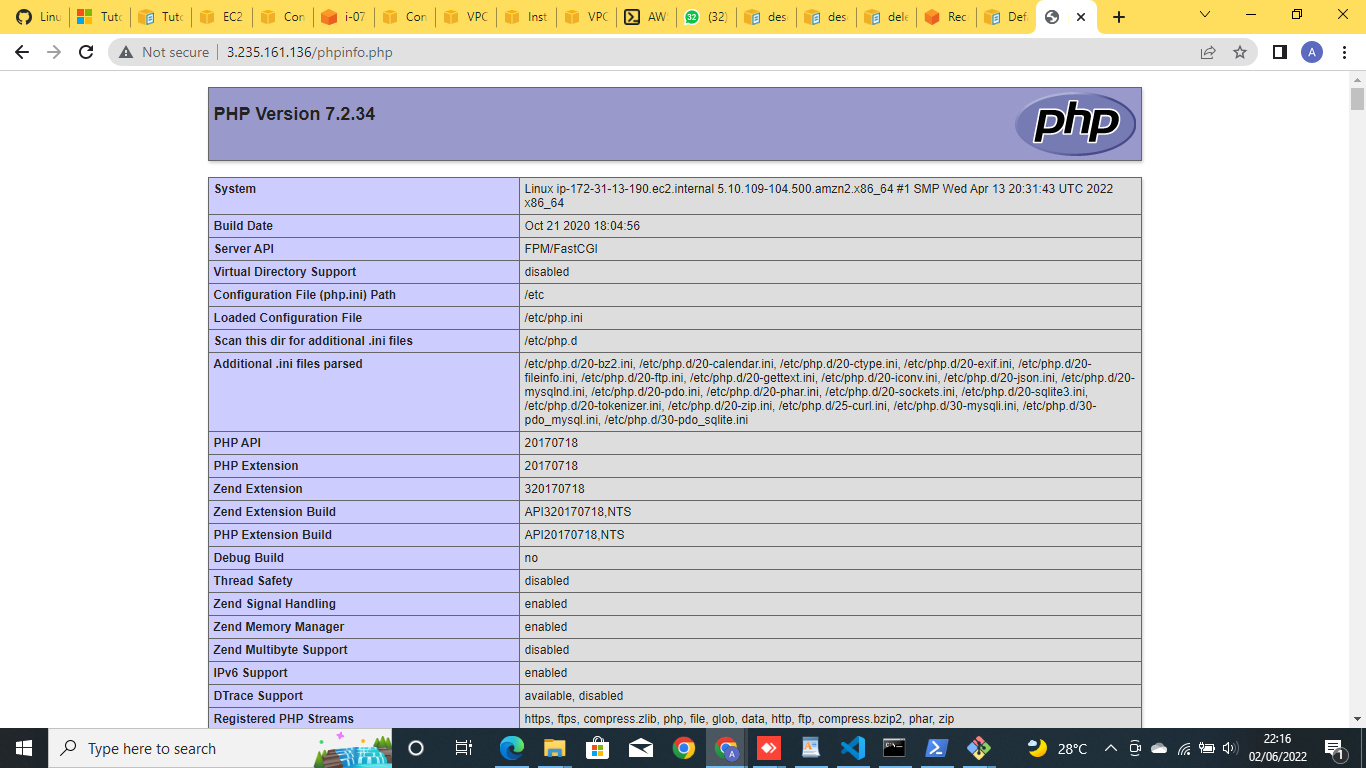 Linu
Tuto
Tuto
EC2
Con
i-07
Con
VPC
Inst
VPC
AWS
(32)
des
des
dele
Rec
Defa
Not secure
3.235.161.136/phpinfo.php
A
PHP Version 7.2.34
php
System Linux ip-172-31-13-190.ec2.internal 5.10.109-104.500.amzn2.x86_64 #1 SMP Wed Apr 13 20:31:43 UTC 2022
x86_64
Build Date Oct 21 2020 18:04:56
Server API FPM/FastCGI
Virtual Directory Support disabled
Configuration File (php.ini) Path /etc
Loaded Configuration File /etc/php.ini
Scan this dir for additional .ini files /etc/php.d
Additional .ini files parsed /etc/php.d/20-bz2.ini, /etc/php.d/20-calendar.ini, /etc/php.d/20-ctype.ini, /etc/php.d/20-exif.ini, /etc/php.d/20-
fileinfo.ini, /etc/php.d/20-ftp.ini, /etc/php.d/20-gettext.ini, /etc/php.d/20-iconv.ini, /etc/php.d/20-json.ini, /etc/php.d/20-
mysqlnd.ini, /etc/php.d/20-pdo.ini, /etc/php.d/20-phar.ini, /etc/php.d/20-sockets.ini, /etc/php.d/20-sqlite3.ini,
/etc/php.d/20-tokenizer.ini, /etc/php.d/20-zip.ini, /etc/php.d/25-curl.ini, /etc/php.d/30-mysqli.ini, /etc/php.d/30-
pdo_mysql.ini, /etc/php.d/30-pdo_sqlite.ini
PHP API 20170718
PHP Extension 20170718
Zend Extension 320170718
Zend Extension Build API320170718,NTS
PHP Extension Build API20170718,NTS
Debug Build no
Thread Safety disabled
Zend Signal Handling enabled
Zend Memory Manager enabled
Zend Multibyte Support disabled
IPv6 Support enabled
DTrace Support available, disabled
Registered PHP Streams https, ftps, compress.zlib, php, file, glob, data, http, ftp, compress.bzip2, phar, zip
Type here to search
28°C
22:16
02/06/2022
1